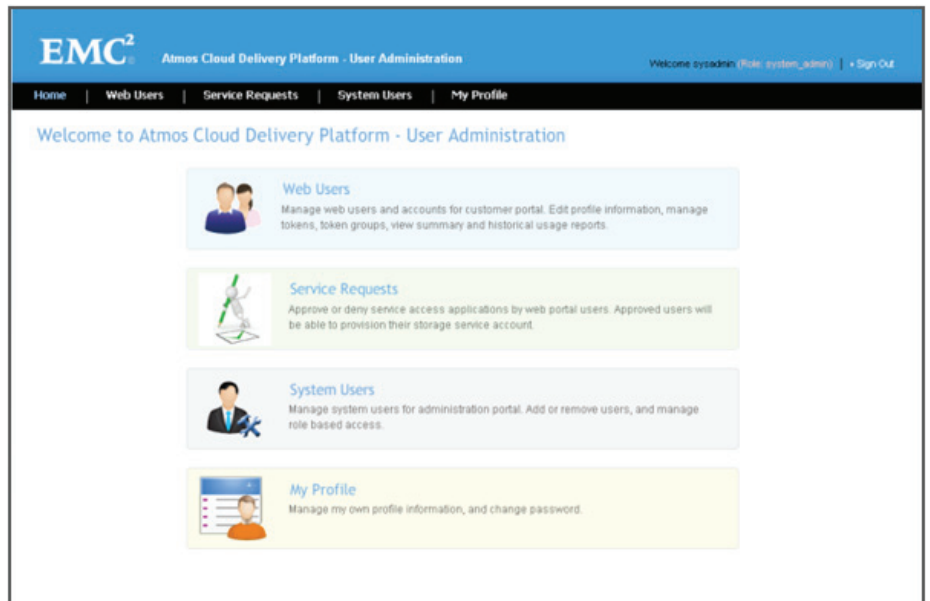 EMC²
Atmos Cloud Delivery Platform - User Administration
Welcome sysadmin (Role: system_admin) | Sign Out
Home | Web Users | Service Requests | System Users | My Profile
Welcome to Atmos Cloud Delivery Platform - User Administration
Web Users
Manage web users and accounts for customer portal. Edit profile information, manage
tokens, token groups, view summary and historical usage reports.
Service Requests
Approve or deny service access applications by web portal users. Approved users will
be able to provision their storage service account.
System Users
Manage system users for administration portal. Add or remove users, and manage
role based access.
My Profile
Manage my own profile information, and change password.